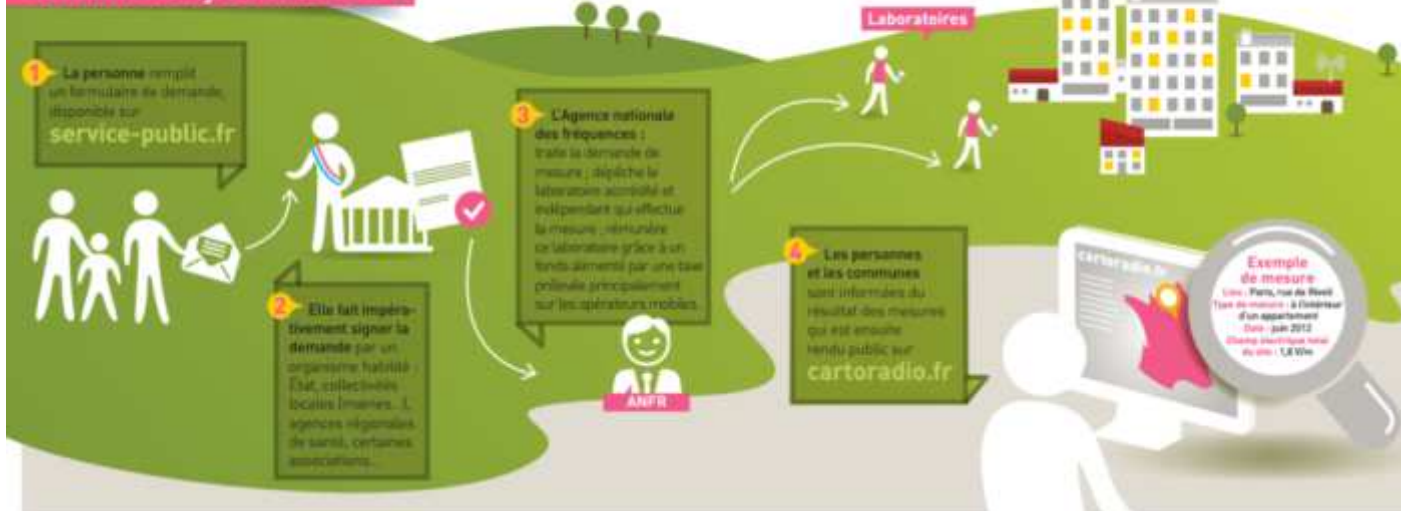 Laboratoires
1 La personne remplit
un formulaire de demande,
disponible sur
service-public.fr
2 Elle fait impéra-
tivement signer la
demande par un
organisme habilité :
État, collectivités
locales (mairies...),
agences régionales
de santé, certaines
associations...
3 L'Agence nationale
des fréquences :
traite la demande de
mesure ; dépêche le
laboratoire accrédité et
indépendant qui effectue
la mesure ; rémunère
ce laboratoire grâce à un
fonds alimenté par une taxe
prélevée principalement
sur les opérateurs mobiles.
ANFR
4 Les personnes
et les communes
sont informées du
résultat des mesures
qui est ensuite
rendu public sur
cartoradio.fr
cartoradio.fr
Exemple
de mesure
Lieu : Paris, rue de Rivoli
Type de mesure : à l'intérieur
d'un appartement
Date : juin 2012
Champ électrique total
du site : 1,8 V/m